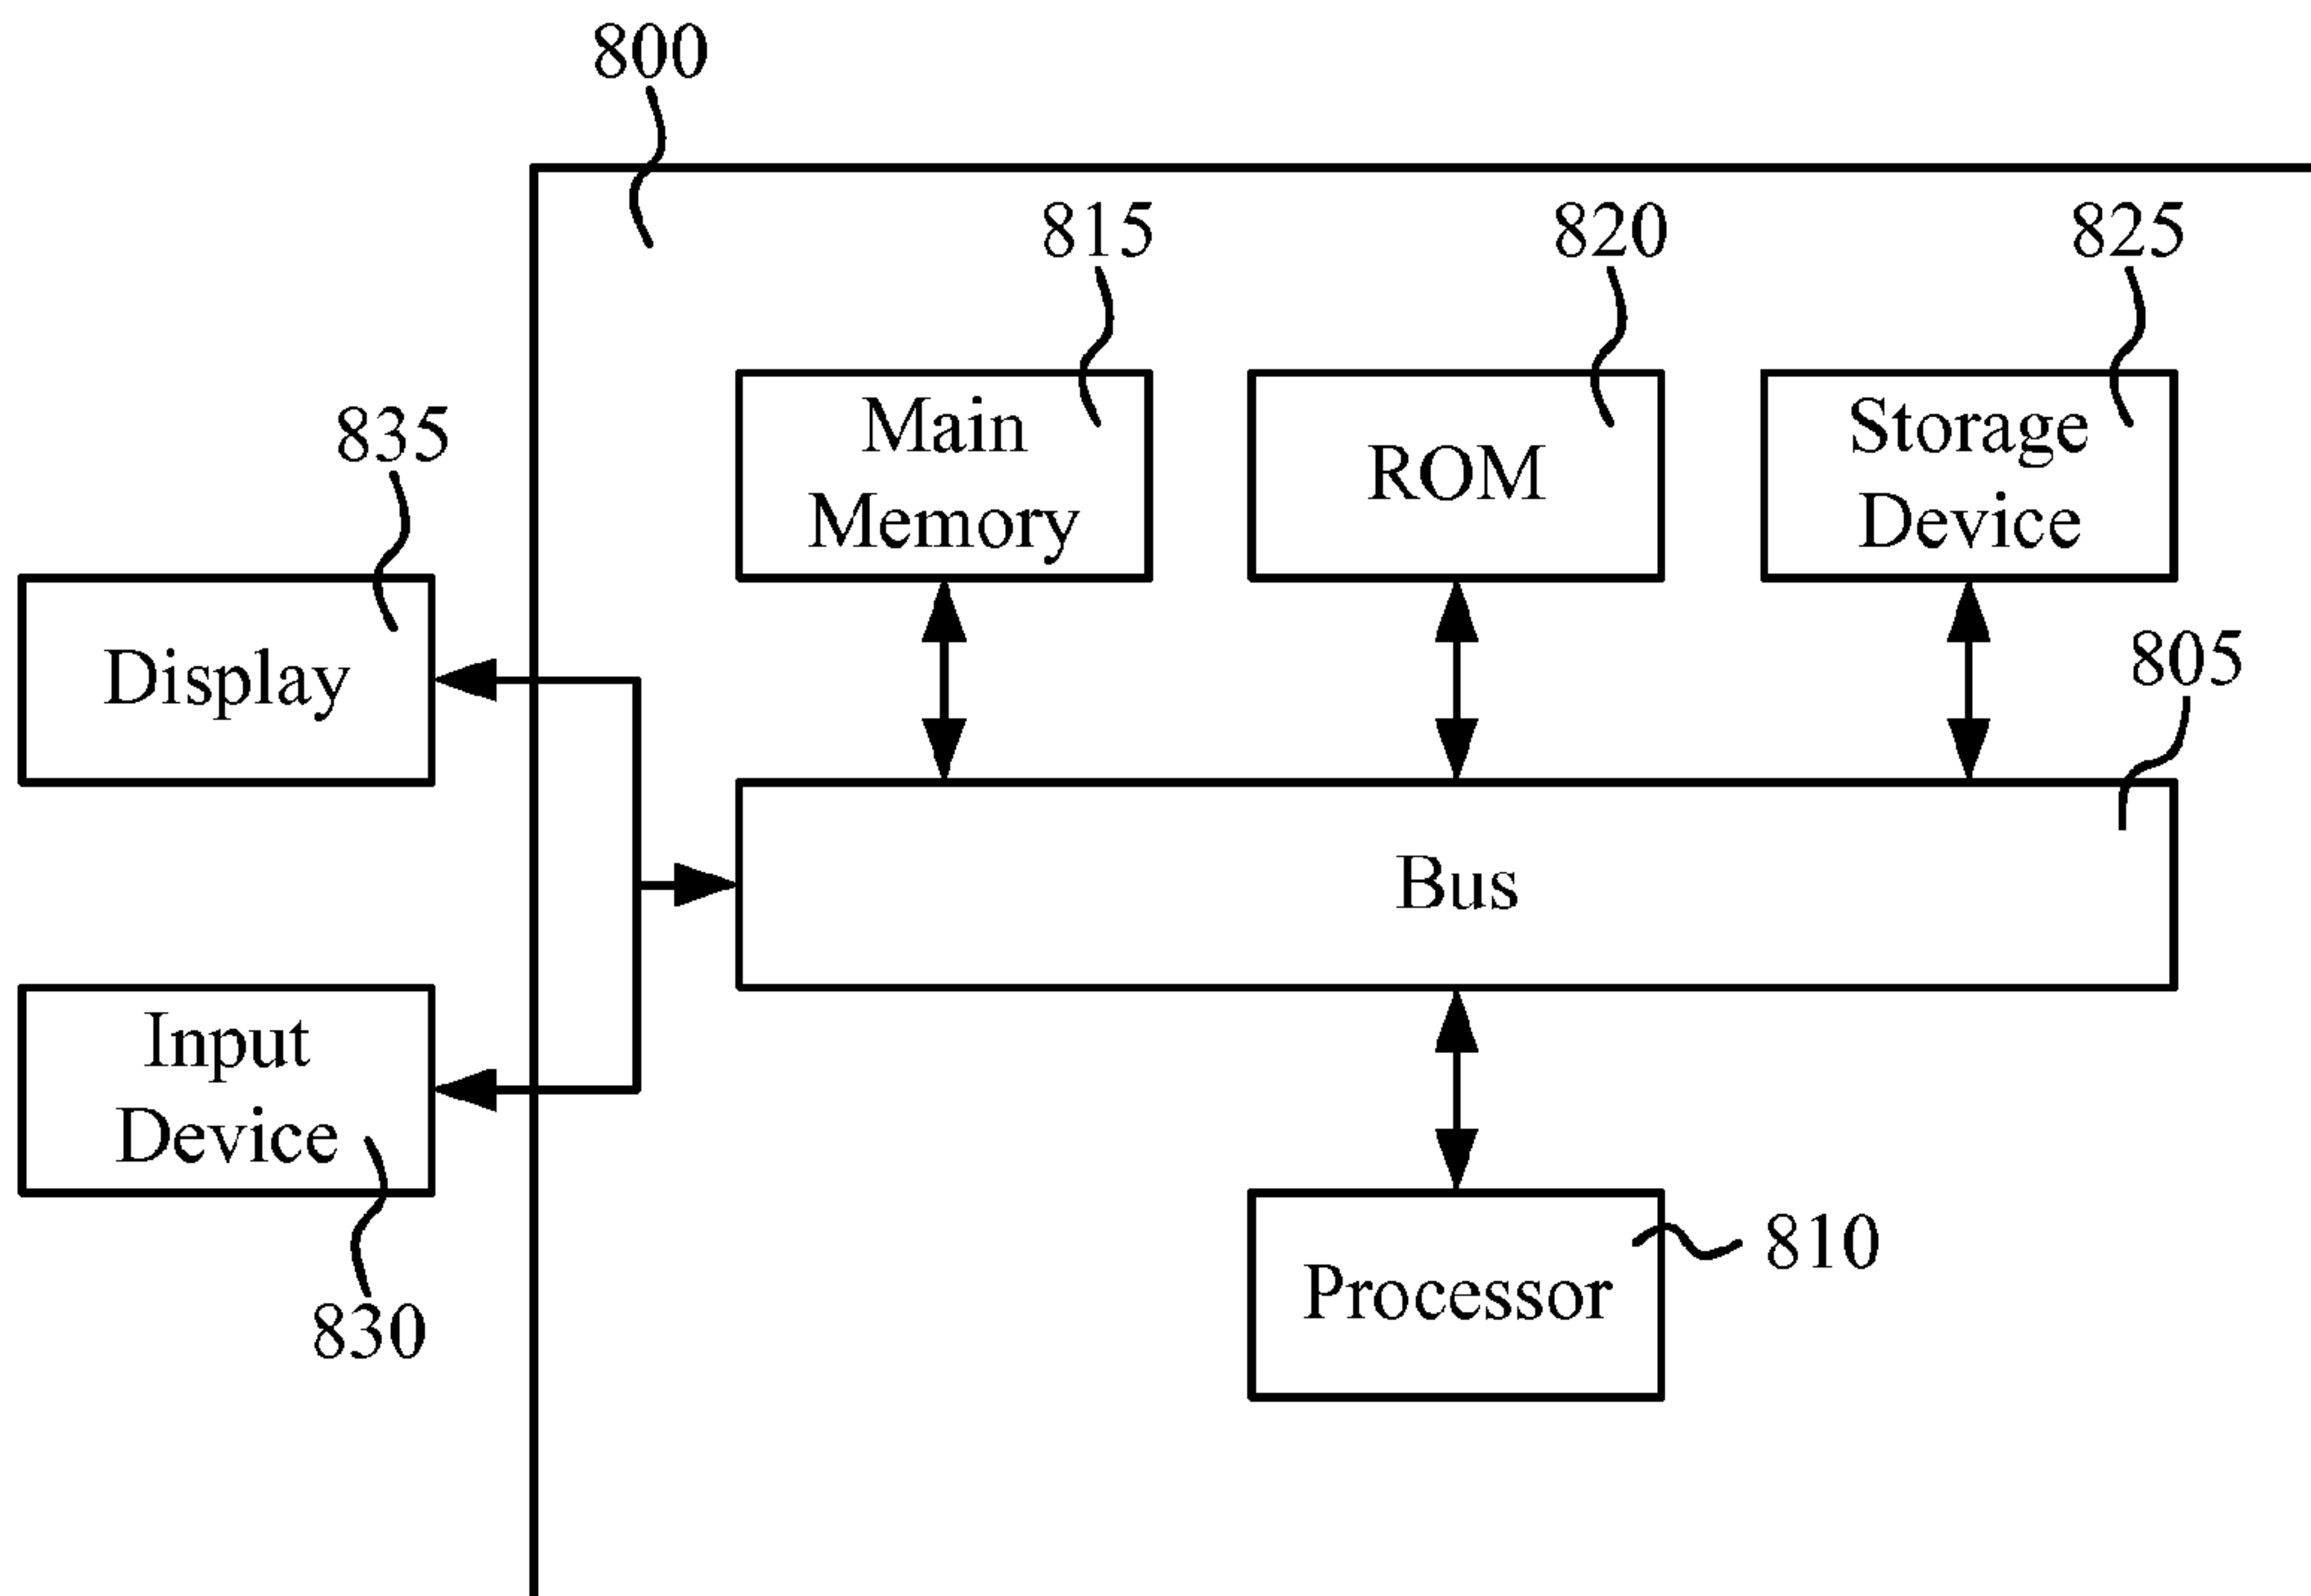 800
815
820
825
835
Main
Memory
ROM
Storage
Device
Display
805
Bus
Input
Device
830
810
Processor